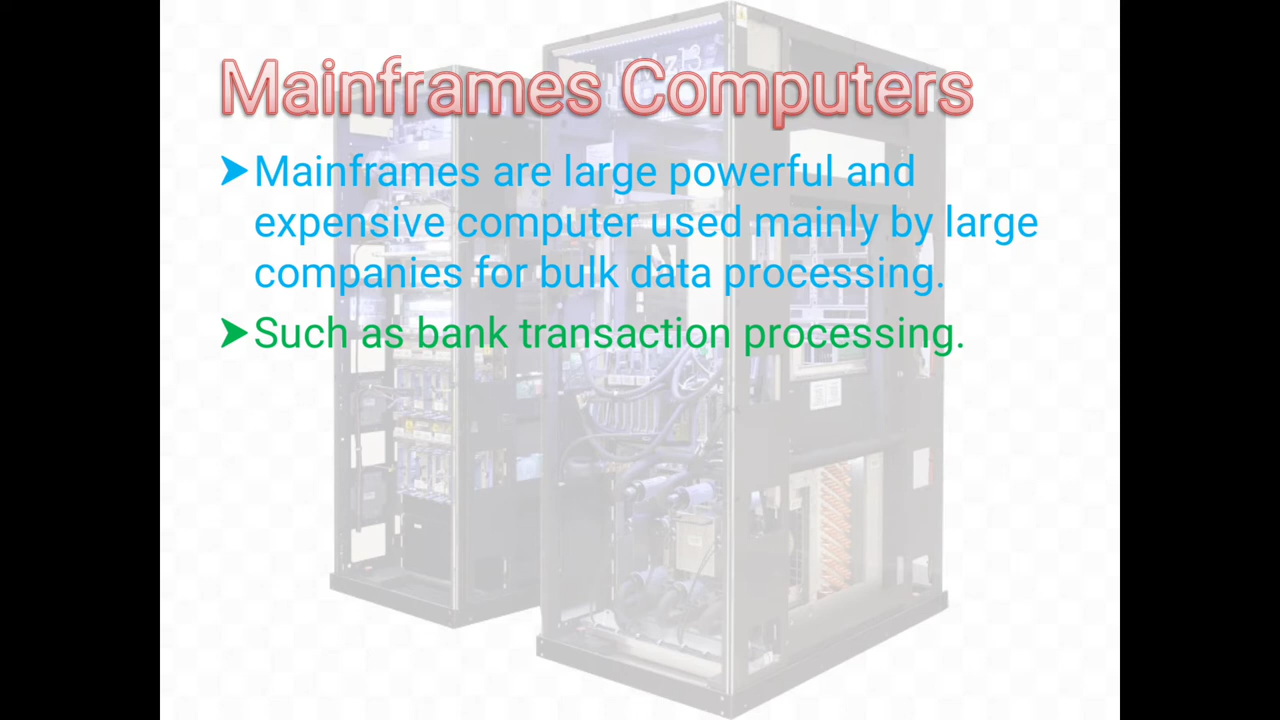 Mainframes Computers
➤Mainframes are large powerful and
expensive computer used mainly by large
companies for bulk data processing.
➤Such as bank transaction processing.